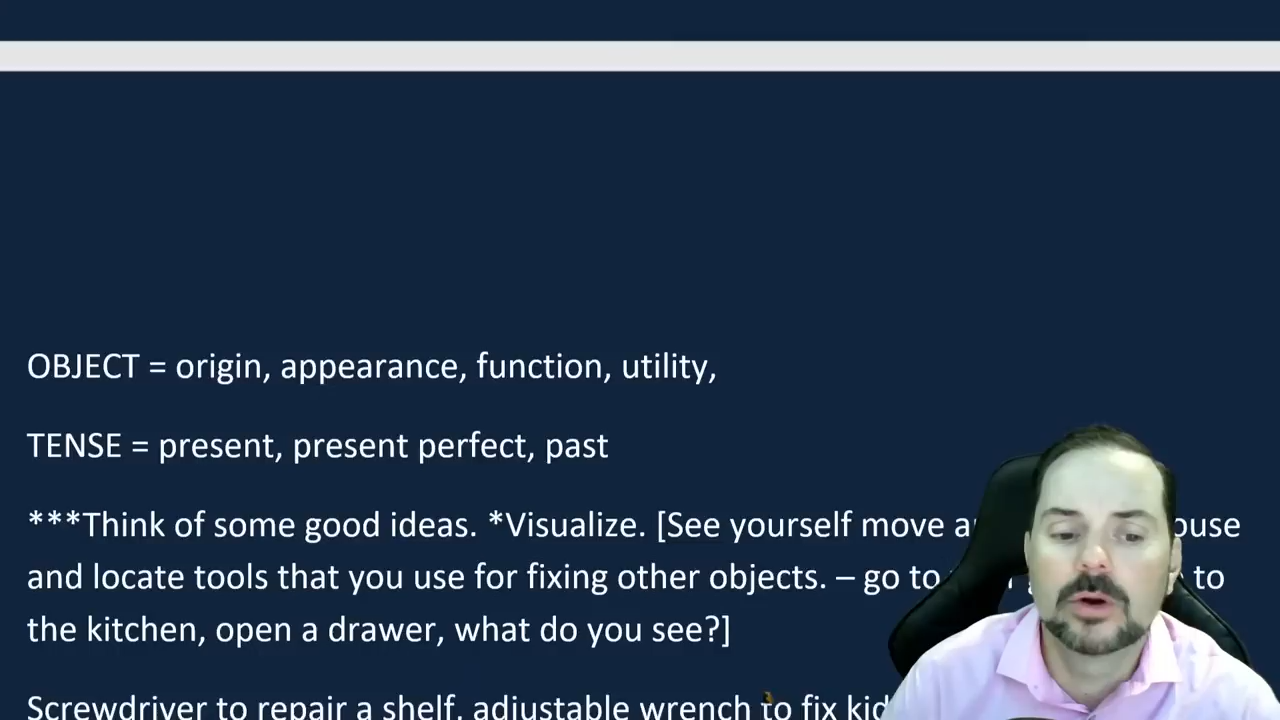 OBJECT = origin, appearance, function, utility,
TENSE = present, present perfect, past
***Think of some good ideas. *Visualize. [See yourself move
and locate tools that you use for fixing other objects. – go to to
the kitchen, open a drawer, what do you see?]
Screwdriver to repair a shelf, adjustable wrench to fix